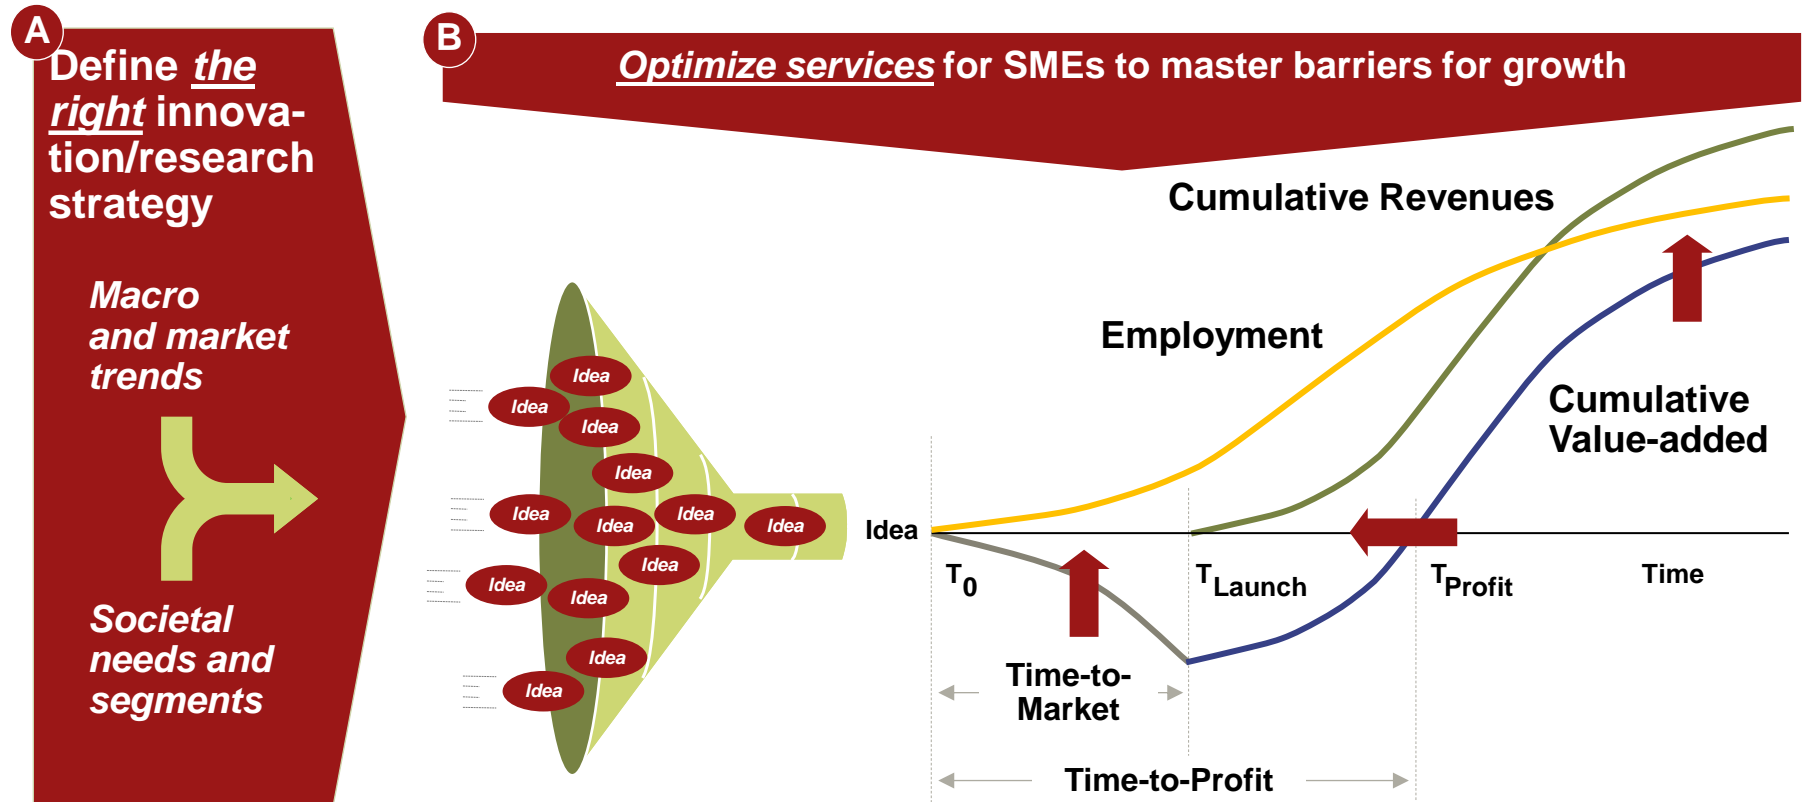 A
Define the
right innova-
tion/research
strategy
Macro
and market
trends
Societal
needs and
segments
B
Optimize services for SMEs to master barriers for growth
Idea
Idea
Idea
Idea
Idea
Idea
Idea
Idea
Idea
Idea
Idea
Idea
Idea
Cumulative Revenues
Employment
Cumulative
Value-added
Idea
T0
TLaunch
TProfit
Time
Time-to-
Market
Time-to-Profit